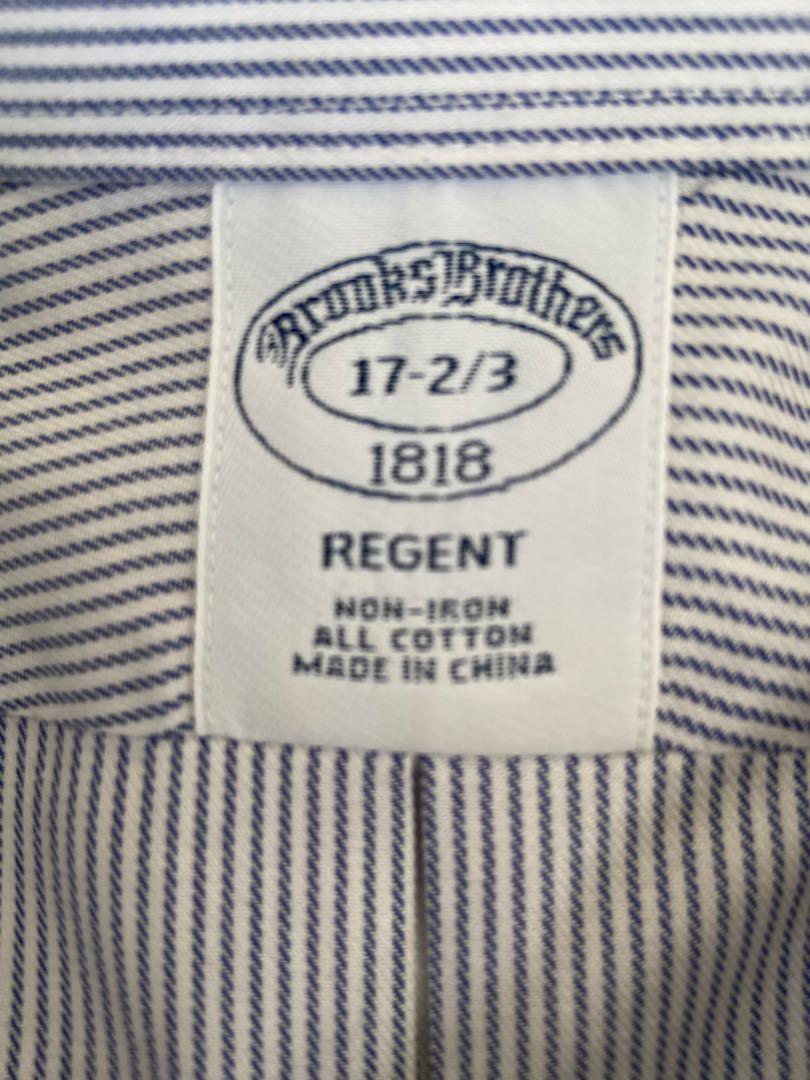 Brooks Brothers
17-2/3
1818
REGENT
NON-IRON
ALL COTTON
MADE IN CHINA